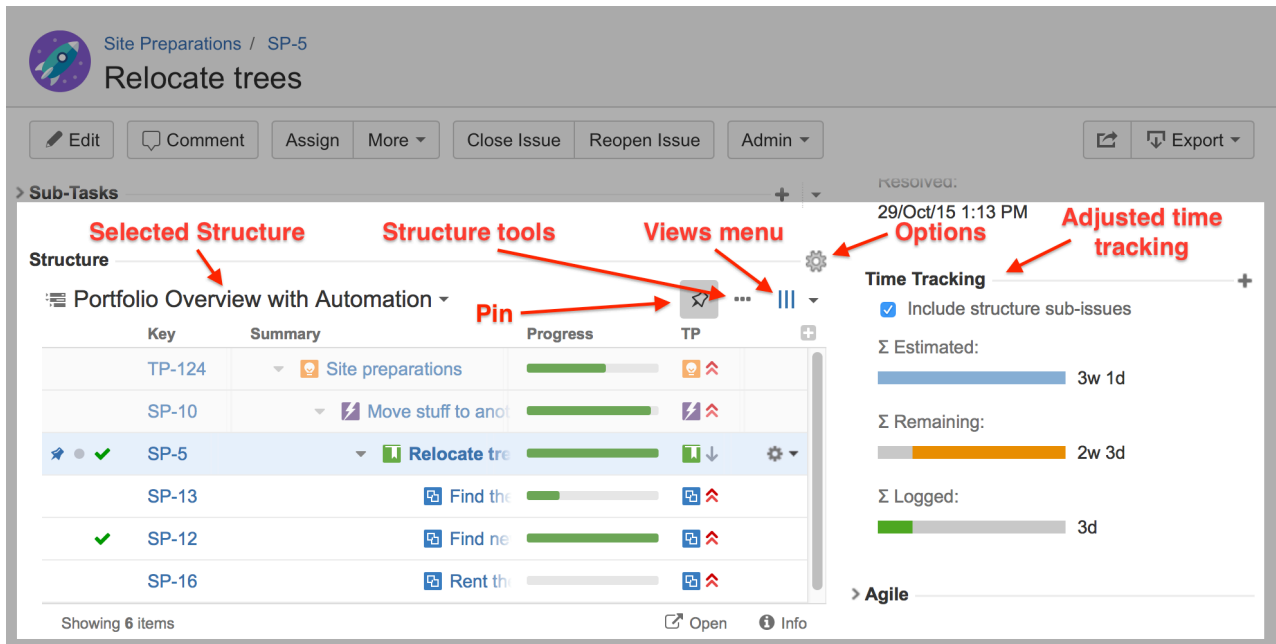 Site Preparations / SP-5
Relocate trees
Edit Comment Assign More Close Issue Reopen Issue Admin Export
Sub-Tasks
Resolved:
29/Oct/15 1:13 PM
Selected Structure Structure tools Views menu Options
Adjusted time
tracking
Structure
Time Tracking
Portfolio Overview with Automation
Pin
Include structure sub-issues
Key Summary Progress TP
Σ Estimated:
TP-124 Site preparations
3w 1d
SP-10 Move stuff to anot
Σ Remaining:
SP-5 Relocate tre
2w 3d
SP-13 Find the
Σ Logged:
SP-12 Find ne
3d
SP-16 Rent th
Agile
Showing 6 items Open Info